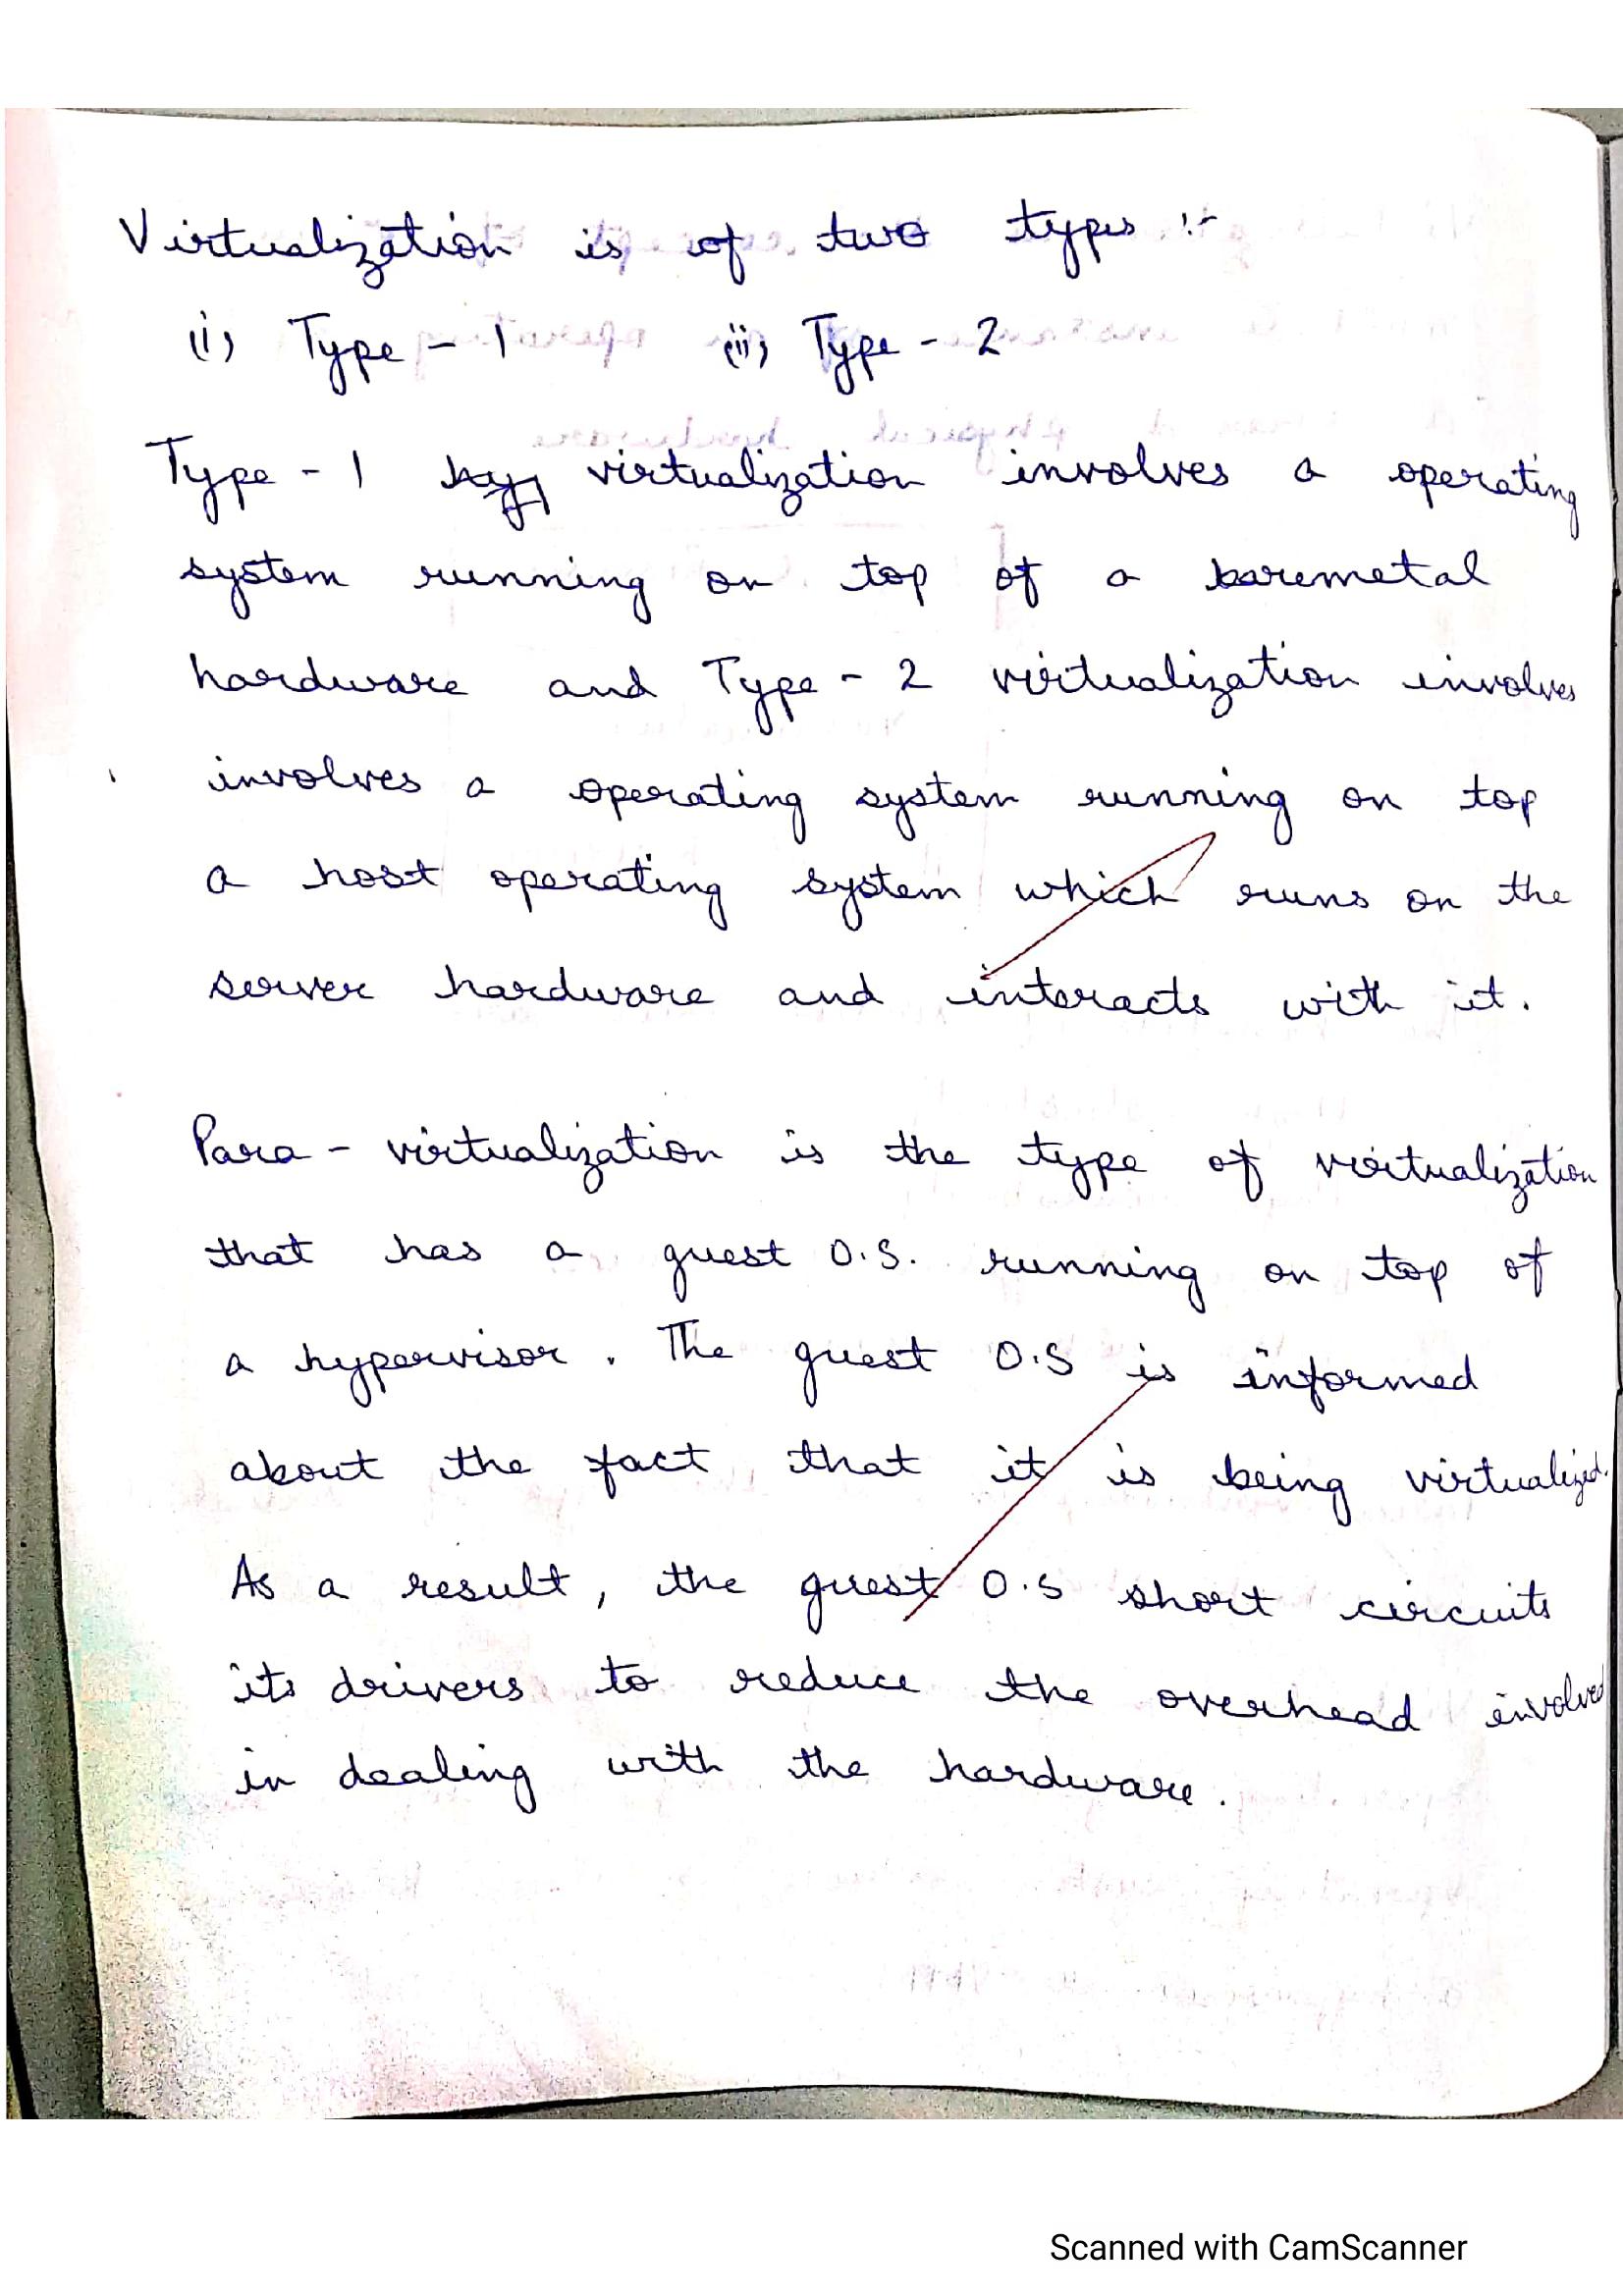 Virtualization is of two types :-
(i) Type - 1 (ii) Type - 2
Type - 1 virtualization involves a operating
system running on top of a baremetal
hardware and Type - 2 virtualization involves
involves a operating system running on top
a host operating system which runs on the
server hardware and interacts with it.
Para - virtualization is the type of virtualization
that has a guest O.S. running on top of
a hypervisor. The guest O.S is informed
about the fact that it is being virtualized.
As a result, the guest O.S short circuits
its drivers to reduce the overhead involved
in dealing with the hardware.
Scanned with CamScanner